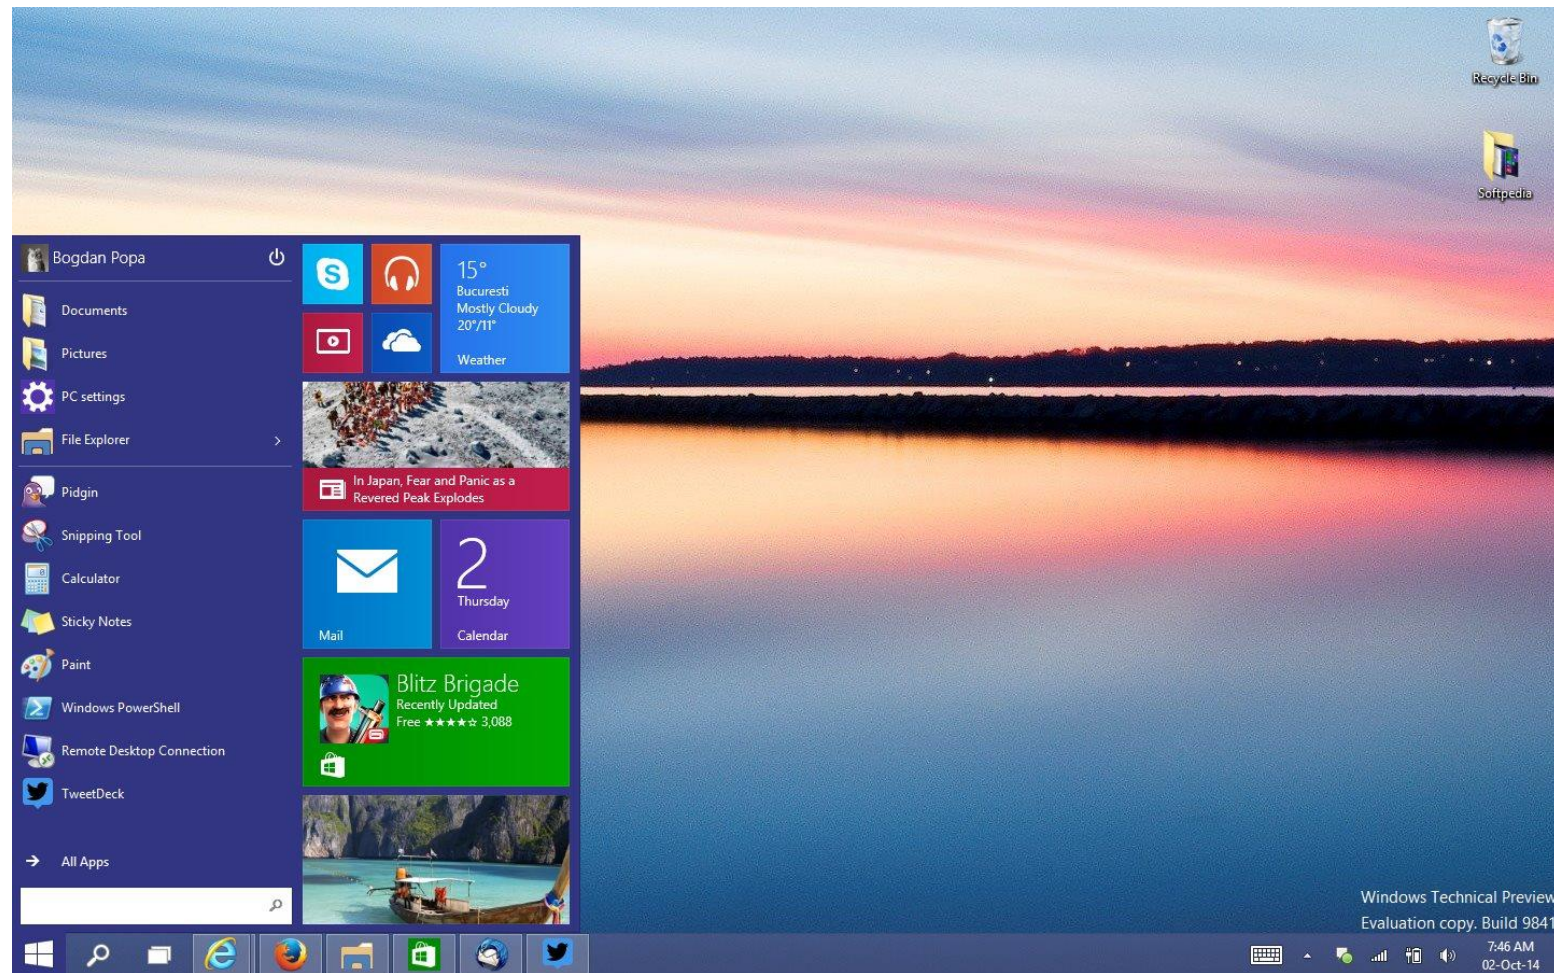 Recycle Bin
Softpedia
Bogdan Popa
Documents
Pictures
PC settings
File Explorer
Pidgin
Snipping Tool
Calculator
Sticky Notes
Paint
Windows PowerShell
Remote Desktop Connection
TweetDeck
All Apps
15°
Bucuresti
Mostly Cloudy
20°/11°
Weather
In Japan, Fear and Panic as a
Revered Peak Explodes
Mail
2
Thursday
Calendar
Blitz Brigade
Recently Updated
Free ★★★★☆ 3,088
Windows Technical Preview
Evaluation copy. Build 9841
7:46 AM
02-Oct-14